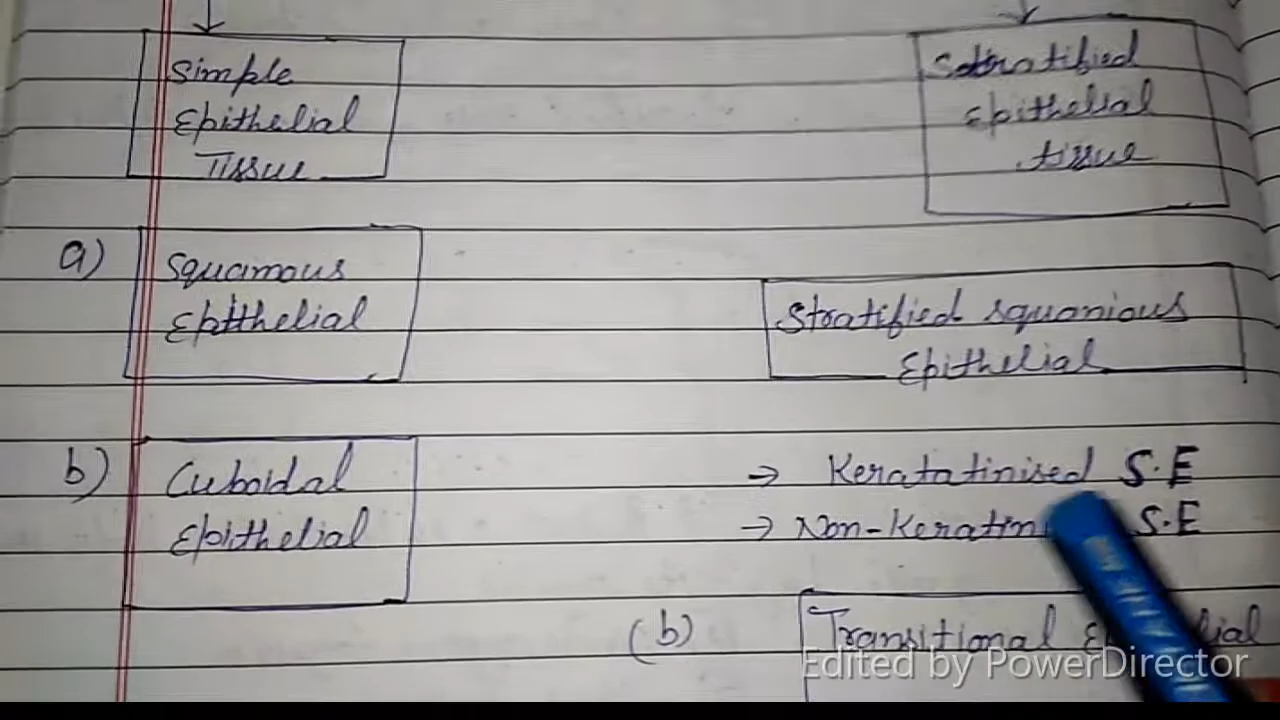 Simple
Epithelial
Tissue
Stratified
Epithelial
tissue
a)
Squamous
Epithelial
Stratified squanious
Epithelial
b)
Cuboidal
Epithelial
→ Keratatinised S.E
→ Non-Keratin S.E
(b)
Transitional
Edited by PowerDirector